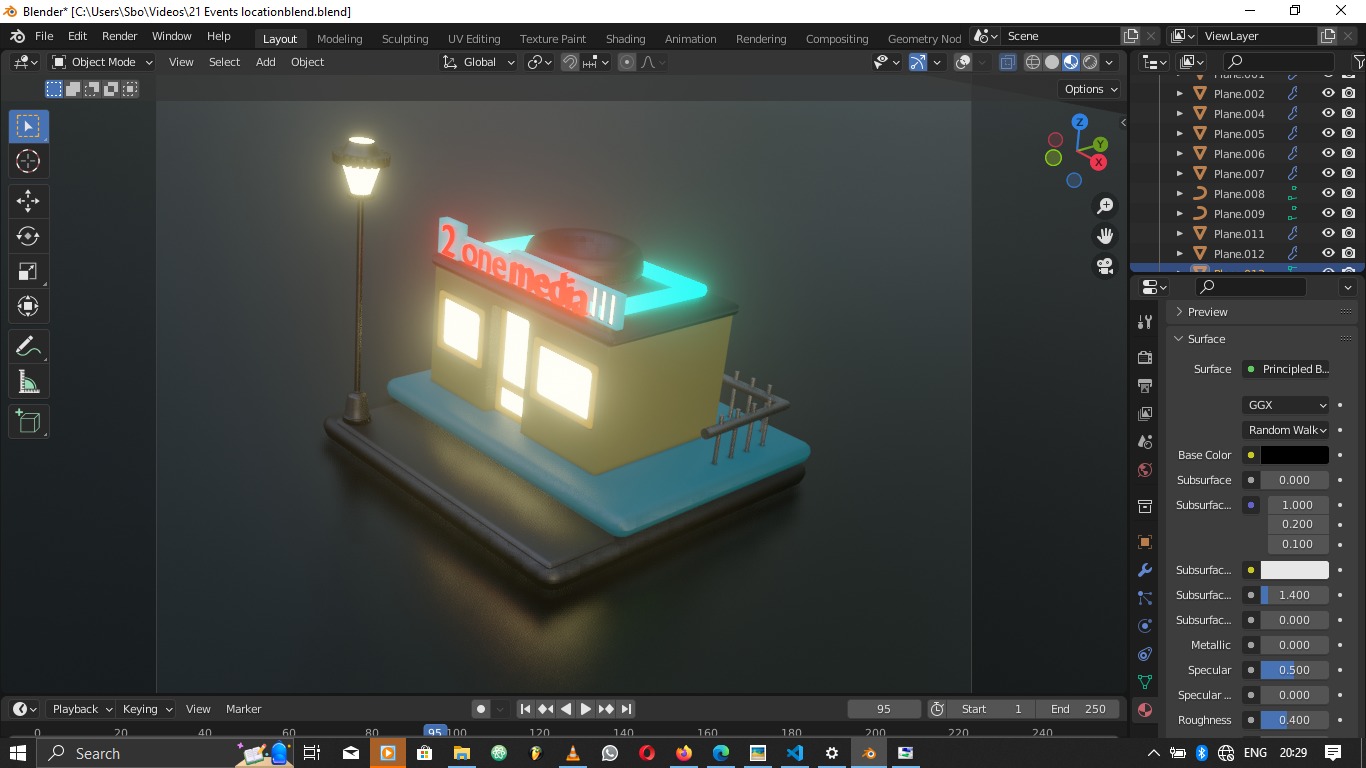 Blender* [C:\Users\Sbo\Videos\21 Events locationblend.blend]
File Edit Render Window Help Layout Modeling Sculpting UV Editing Texture Paint Shading Animation Rendering Compositing Geometry Nod Scene ViewLayer
Object Mode View Select Add Object Global
Options
Z
Y
X
2 one media
Plane.001
Plane.002
Plane.004
Plane.005
Plane.006
Plane.007
Plane.008
Plane.009
Plane.011
Plane.012
Preview
Surface
Surface Principled B...
GGX
Random Walk
Base Color
Subsurface 0.000
Subsurfac... 1.000
0.200
0.100
Subsurfac...
Subsurfac... 1.400
Subsurfac... 0.000
Metallic 0.000
Specular 0.500
Specular ... 0.000
Roughness 0.400
Playback Keying View Marker 95 Start 1 End 250
0 20 40 60 80 95 100 120 140 160 180 200 220 240
Search ENG 20:29